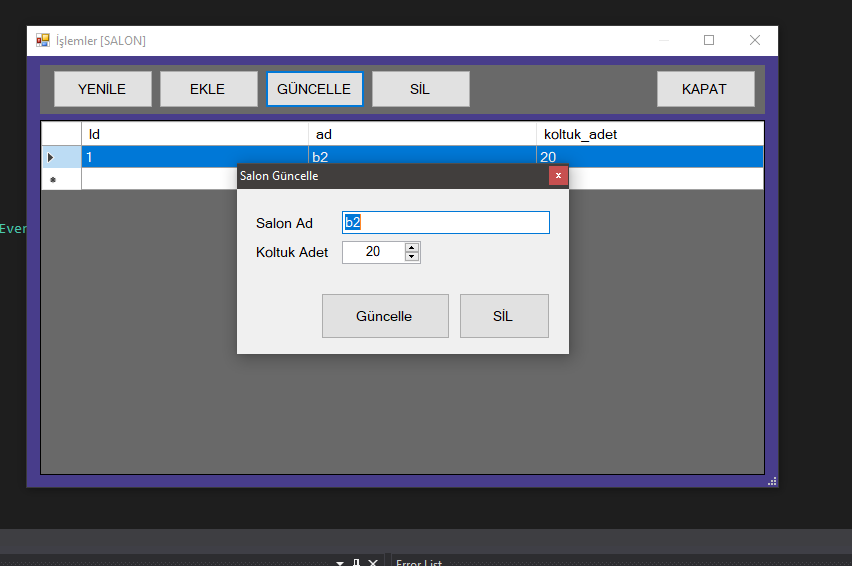 İşlemler [SALON]
YENİLE EKLE GÜNCELLE SİL KAPAT
Id ad koltuk_adet
1 b2 20
Salon Güncelle x
Salon Ad b2
Even
Koltuk Adet 20
Güncelle SİL
Error List